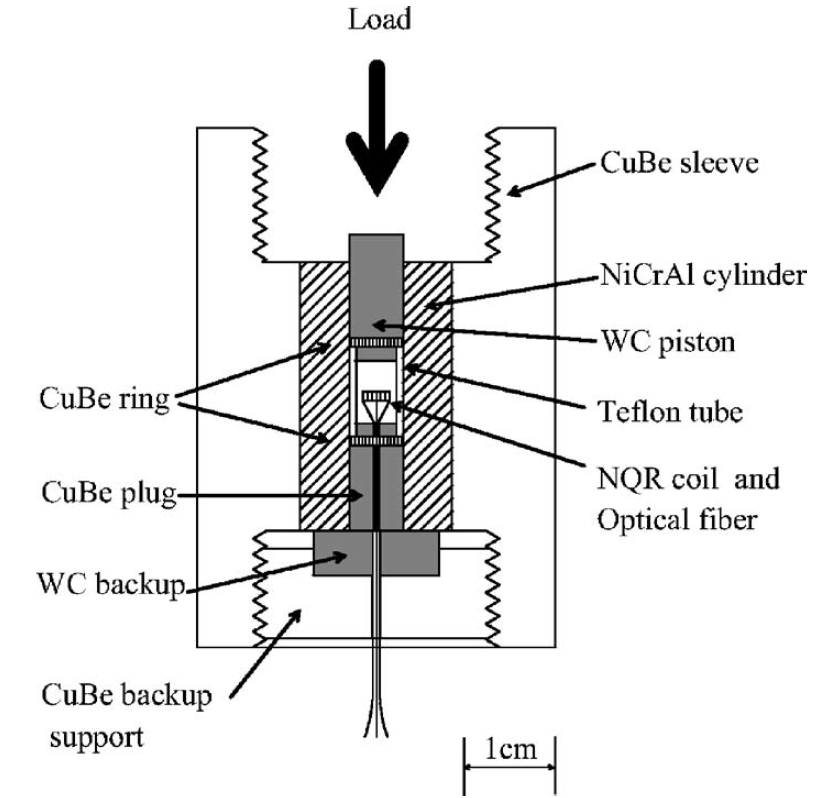 Load
CuBe sleeve
NiCrAl cylinder
WC piston
CuBe ring
Teflon tube
NQR coil and
Optical fiber
CuBe plug
WC backup
CuBe backup
support
1cm